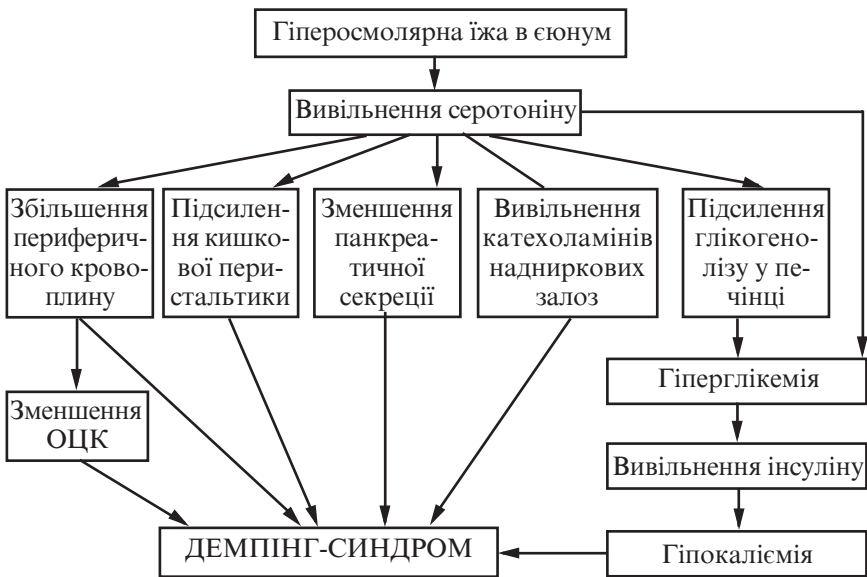 Гіперосмолярна їжа в єюнум
Вивільнення серотоніну
Збільшення
периферич-
ного крово-
плину
Підсилен-
ня кишко-
вої пери-
стальтики
Зменшення
панкреа-
тичної
секреції
Вивільнення
катехоламінів
надниркових
залоз
Підсилення
глікогено-
лізу у пе-
чінці
Зменшення
ОЦК
Гіперглікемія
Вивільнення інсуліну
ДЕМПІНГ-СИНДРОМ
Гіпокаліємія